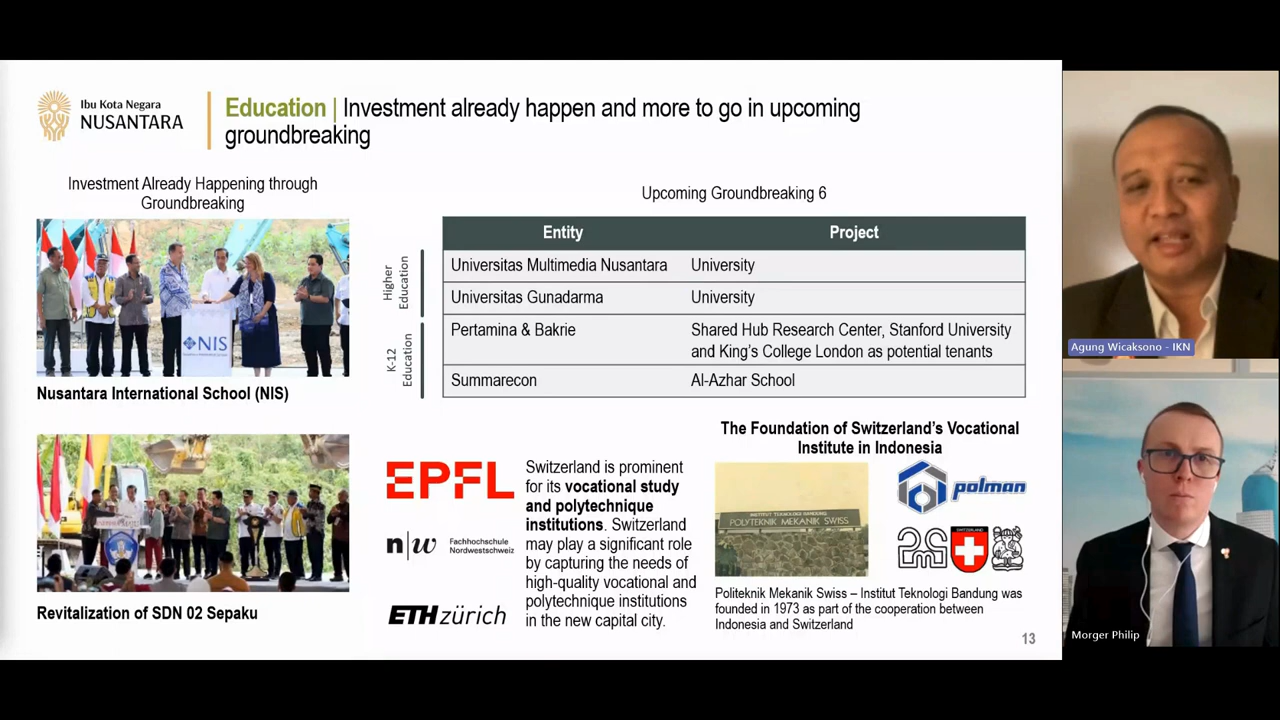 Ibu Kota Negara
NUSANTARA
Education | Investment already happen and more to go in upcoming
groundbreaking
Investment Already Happening through
Groundbreaking
NIS
Nusantara International School (NIS)
Revitalization of SDN 02 Sepaku
Upcoming Groundbreaking 6
Entity Project
Higher
Education
Universitas Multimedia Nusantara University
Universitas Gunadarma University
K-12
Education
Pertamina & Bakrie Shared Hub Research Center, Stanford University
and King's College London as potential tenants
Summarecon Al-Azhar School
EPFL
n|w Fachhochschule
Nordwestschweiz
ETH zürich
Switzerland is prominent
for its vocational study
and polytechnique
institutions. Switzerland
may play a significant role
by capturing the needs of
high-quality vocational and
polytechnique institutions
in the new capital city.
The Foundation of Switzerland's Vocational
Institute in Indonesia
INSTITUT TEKNOLOGI BANDUNG
POLITEKNIK MEKANIK SWISS
polman
SWITZERLAND
Politeknik Mekanik Swiss – Institut Teknologi Bandung was
founded in 1973 as part of the cooperation between
Indonesia and Switzerland
13
Agung Wicaksono - IKN
Morger Philip